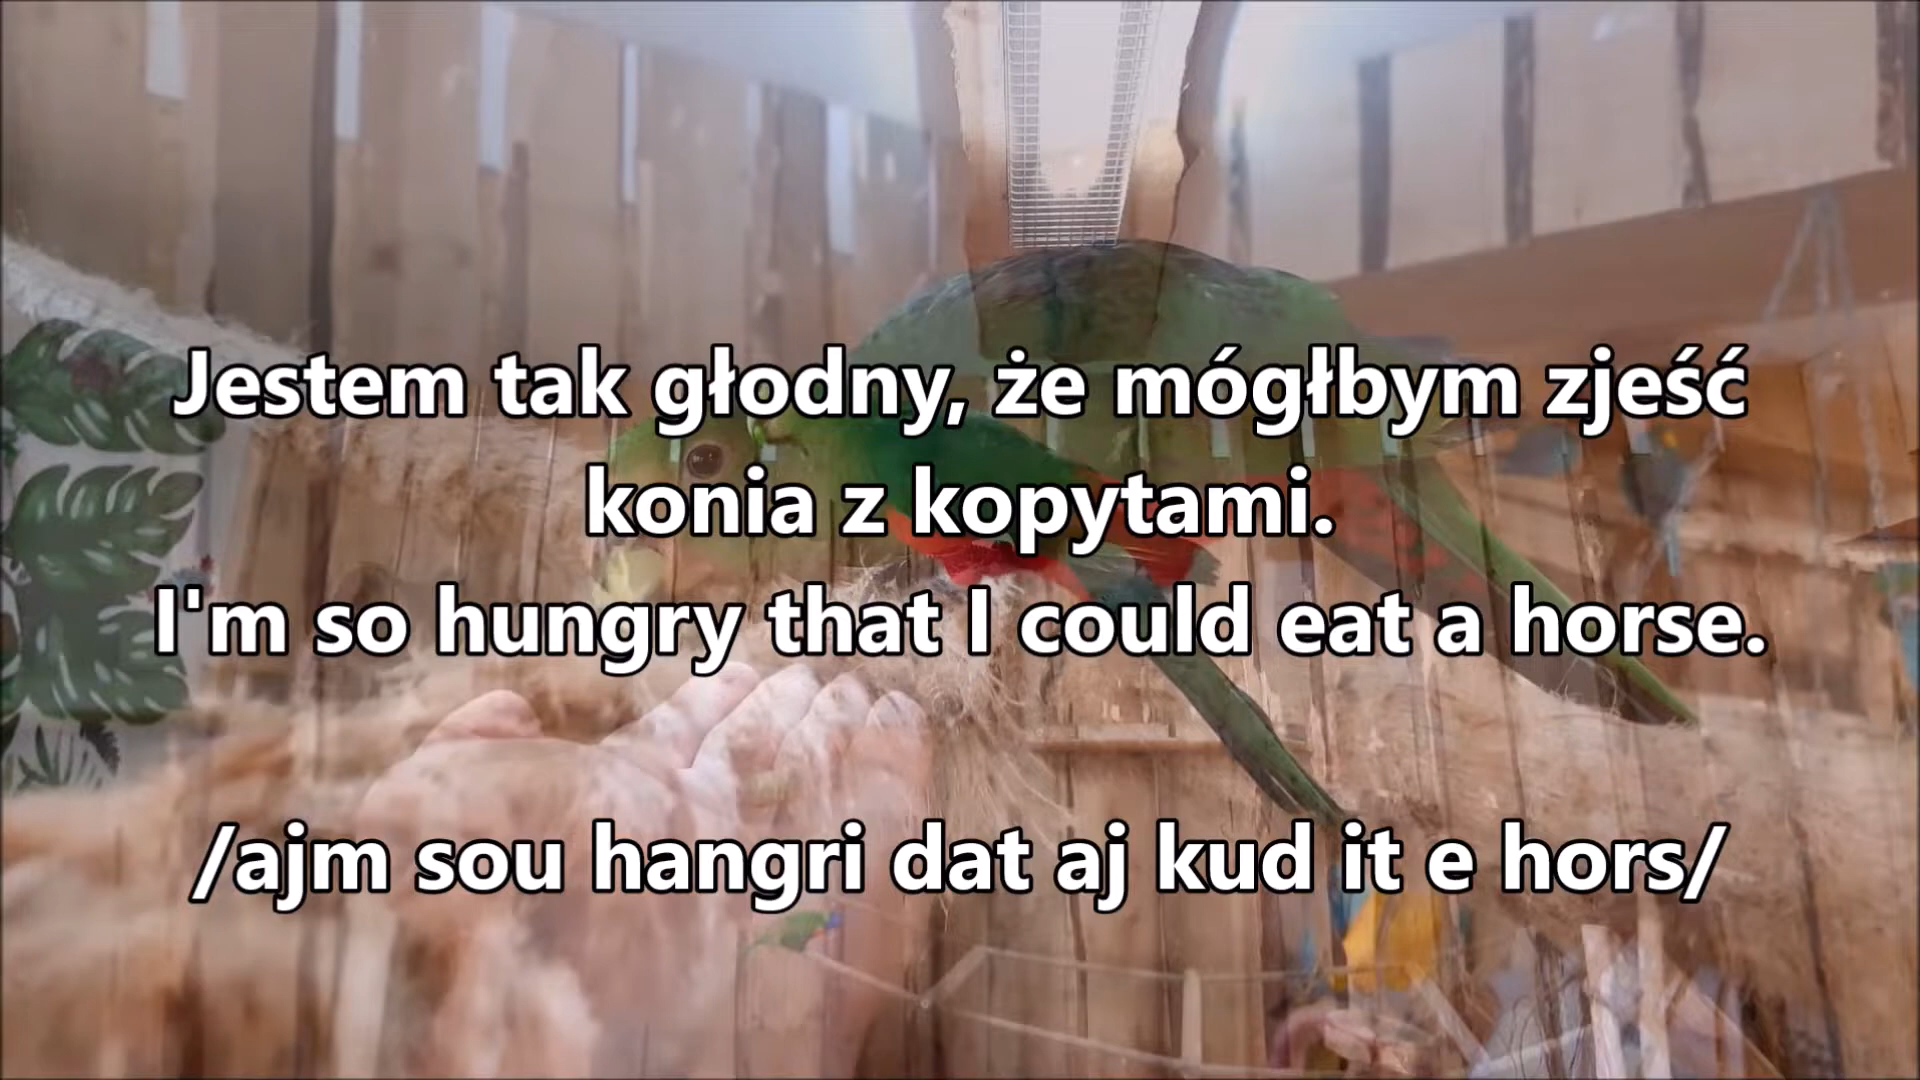 Jestem tak głodny, że mógłbym zjeść
konia z kopytami.
I'm so hungry that I could eat a horse.
/ajm sou hangri dat aj kud it e hors/